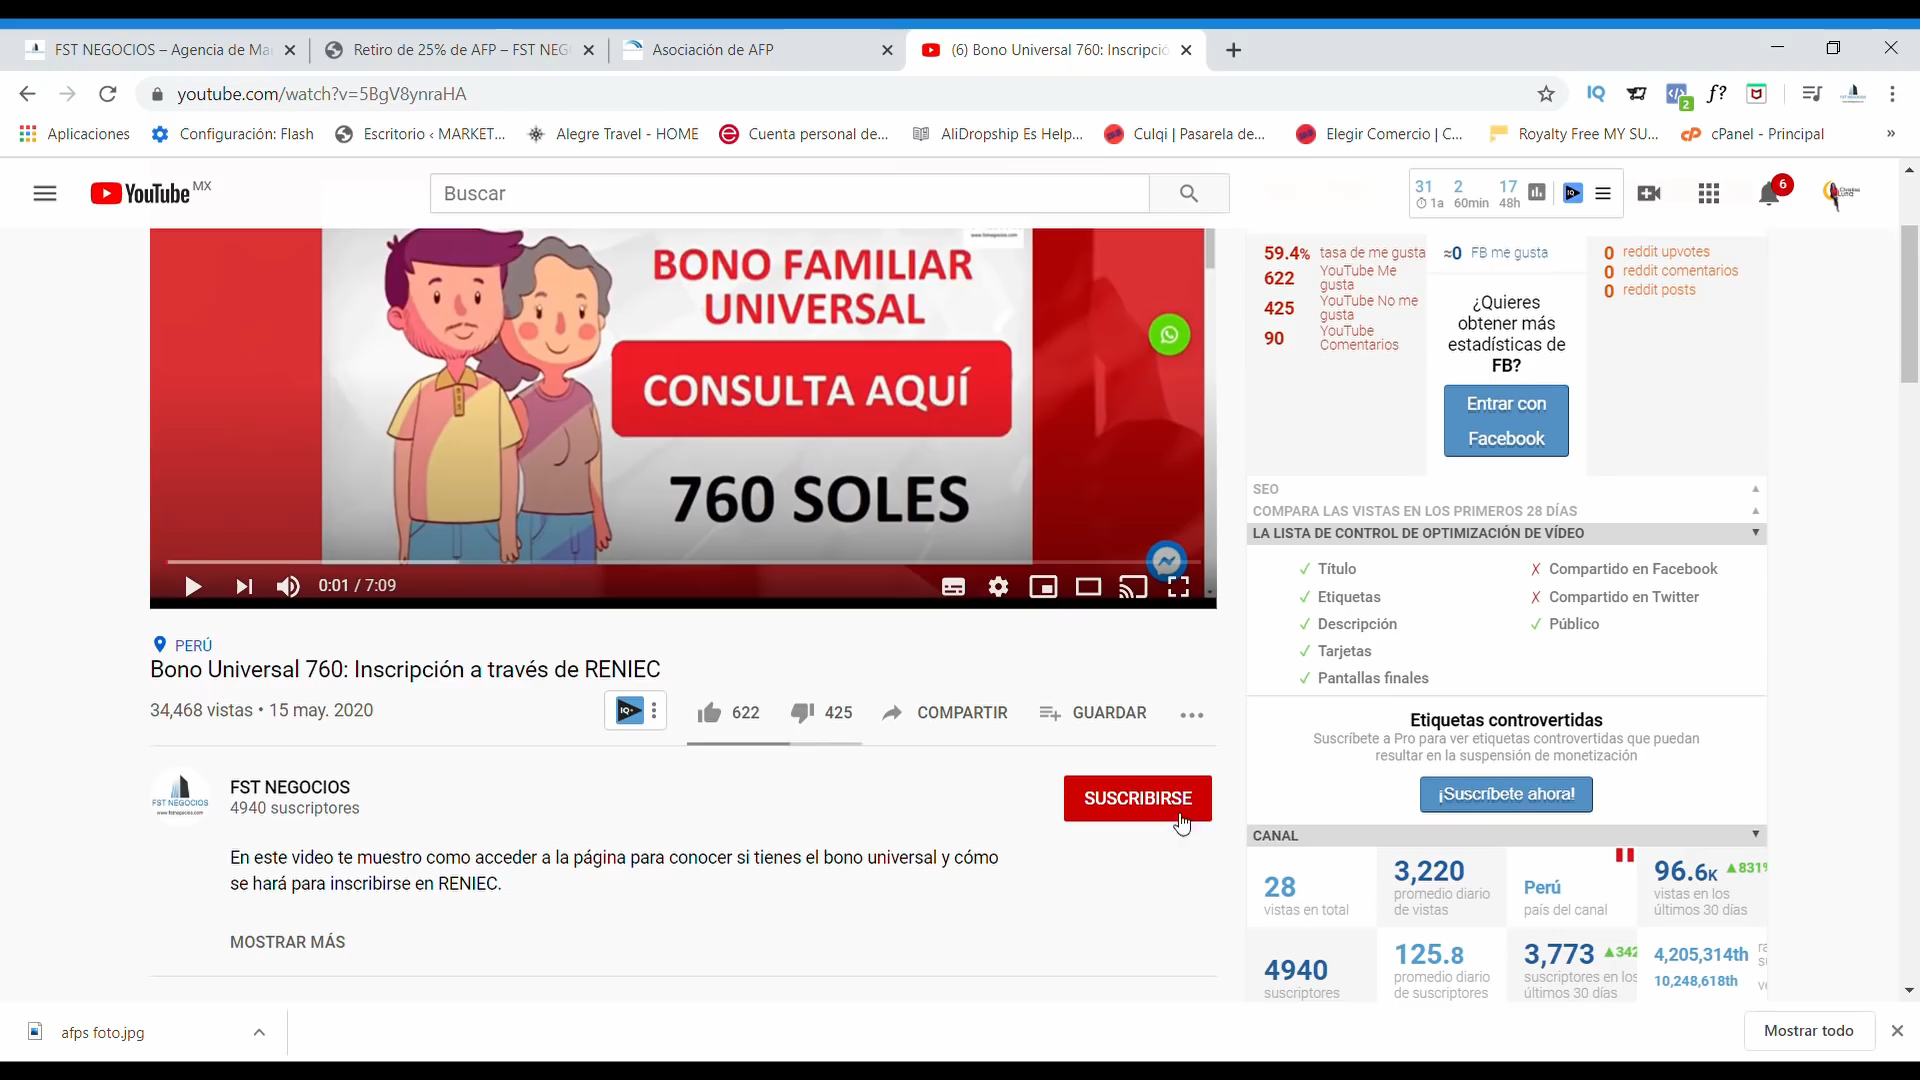 FST NEGOCIOS – Agencia de Ma
Retiro de 25% de AFP – FST NEG
Asociación de AFP
(6) Bono Universal 760: Inscripció
youtube.com/watch?v=5BgV8ynraHA
IQ
2
f?
Aplicaciones
Configuración: Flash
Escritorio ‹ MARKET...
Alegre Travel - HOME
Cuenta personal de...
AliDropship Es Help...
Culqi | Pasarela de...
Elegir Comercio | C...
Royalty Free MY SU...
cPanel - Principal
»
YouTube MX
Buscar
31 2 17
1a 60min 48h
6
BONO FAMILIAR
UNIVERSAL
CONSULTA AQUÍ
760 SOLES
0:01 / 7:09
PERÚ
Bono Universal 760: Inscripción a través de RENIEC
34,468 vistas • 15 may. 2020
IQ
622
425
COMPARTIR
GUARDAR
FST NEGOCIOS
FST NEGOCIOS
4940 suscriptores
SUSCRIBIRSE
En este video te muestro como acceder a la página para conocer si tienes el bono universal y cómo
se hará para inscribirse en RENIEC.
MOSTRAR MÁS
59.4% tasa de me gusta
622 YouTube Me
gusta
425 YouTube No me
gusta
90 YouTube
Comentarios
≈0 FB me gusta
¿Quieres
obtener más
estadísticas de
FB?
Entrar con
Facebook
0 reddit upvotes
0 reddit comentarios
0 reddit posts
SEO
COMPARA LAS VISTAS EN LOS PRIMEROS 28 DÍAS
LA LISTA DE CONTROL DE OPTIMIZACIÓN DE VÍDEO
✓ Título
✓ Etiquetas
✓ Descripción
✓ Tarjetas
✓ Pantallas finales
✗ Compartido en Facebook
✗ Compartido en Twitter
✓ Público
Etiquetas controvertidas
Suscríbete a Pro para ver etiquetas controvertidas que puedan
resultar en la suspensión de monetización
¡Suscríbete ahora!
CANAL
28
vistas en total
3,220
promedio diario
de vistas
Perú
país del canal
96.6K ▲831%
vistas en los
últimos 30 días
4940
suscriptores
125.8
promedio diario
de suscriptores
3,773 ▲342
suscriptores en los
últimos 30 días
4,205,314th
10,248,618th
afps foto.jpg
Mostrar todo